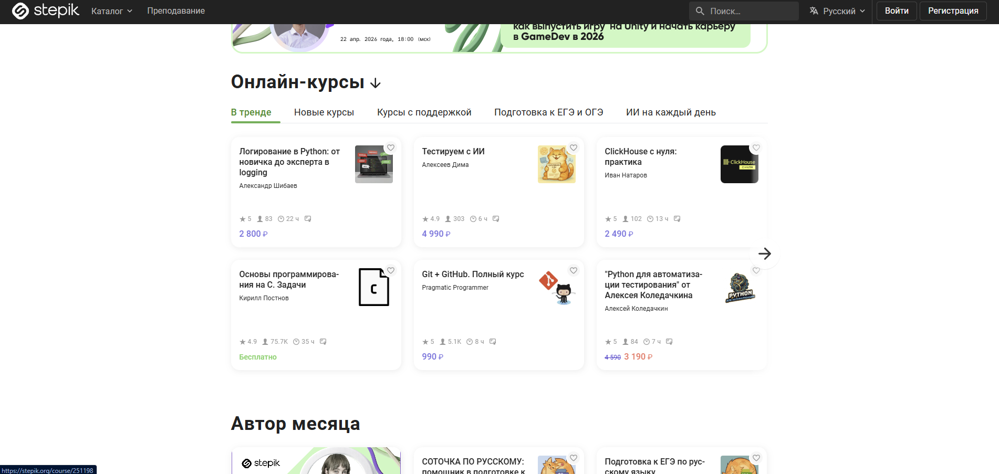 stepik
Каталог
Преподавание
Поиск...
Русский
Войти
Регистрация
22 апр. 2026 года, 18:00 (мск)
как выпустить игру на Unity и начать карьеру
в GameDev в 2026
Онлайн-курсы
В тренде
Новые курсы
Курсы с поддержкой
Подготовка к ЕГЭ и ОГЭ
ИИ на каждый день
Логирование в Python: от
новичка до эксперта в
logging
Александр Шибаев
5 83 22 ч
2 800 ₽
Тестируем с ИИ
Алексеев Дима
4.9 303 6 ч
4 990 ₽
ClickHouse с нуля:
практика
Иван Натаров
ClickHouse
С НУЛЯ
5 102 13 ч
2 490 ₽
Основы программирова-
ния на С. Задачи
Кирилл Постнов
C
4.9 75.7K 35 ч
Бесплатно
Git + GitHub. Полный курс
Pragmatic Programmer
5 5.1K 8 ч
990 ₽
"Python для автоматиза-
ции тестирования" от
Алексея Коледачкина
Алексей Коледачкин
PYTHON
ДЛЯ АВТОМАТИЗАЦИИ
5 84 7 ч
4 590 3 190 ₽
Автор месяца
stepik
СОТОЧКА ПО РУССКОМУ:
помощник в подготовке к
Подготовка к ЕГЭ по рус-
скому языку
https://stepik.org/course/251198